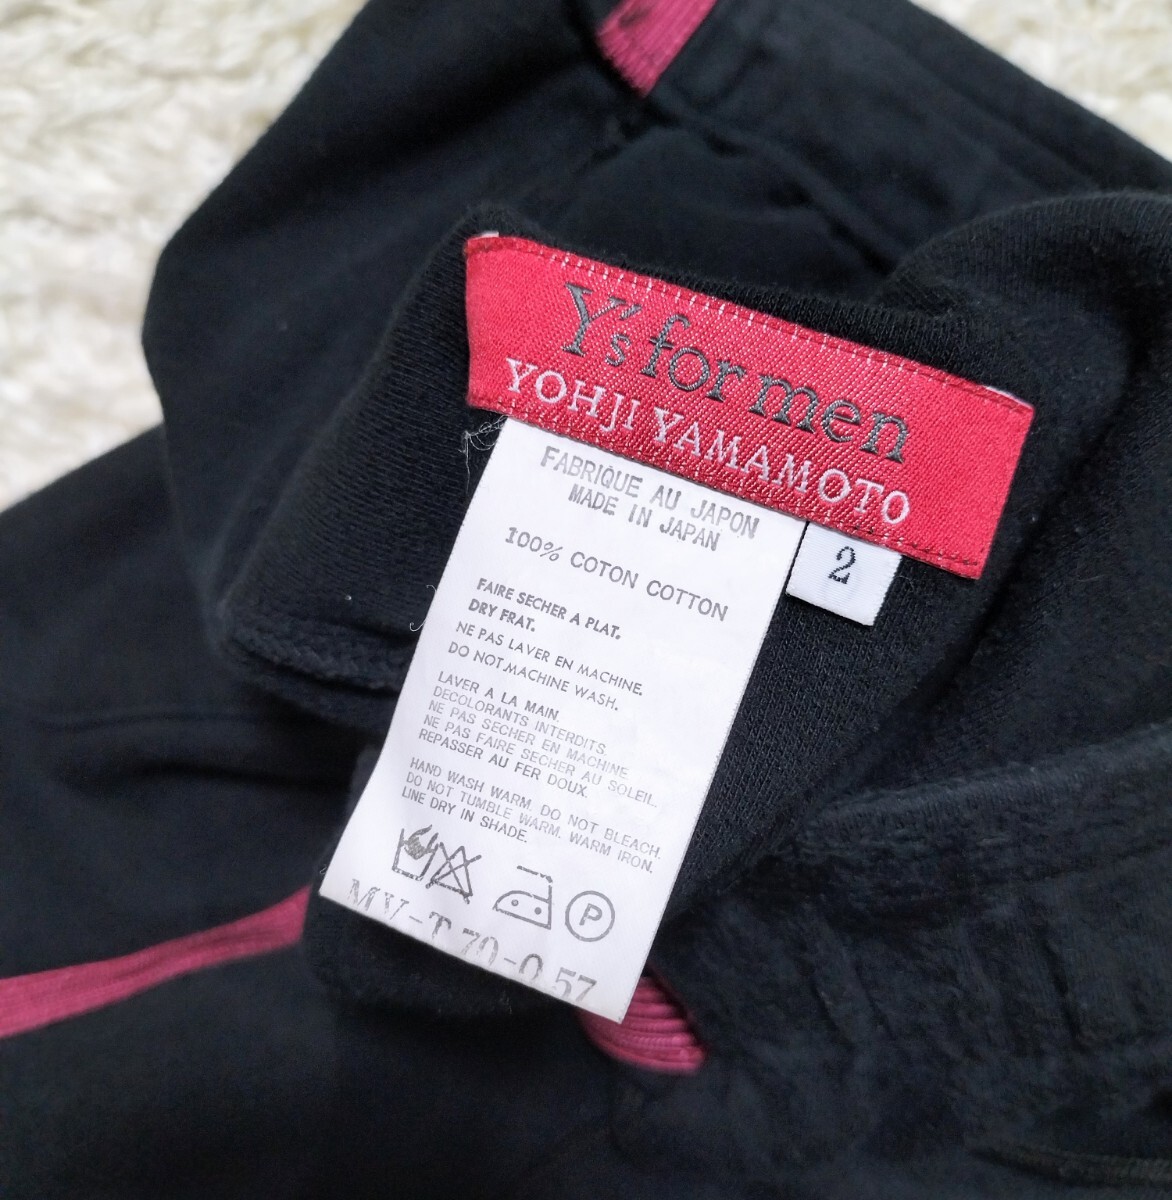 Y's for men
YOHJI YAMAMOTO
2
FABRIQUE AU JAPON
MADE IN JAPAN
100% COTON COTTON
FAIRE SECHER A PLAT.
DRY FRAT.
NE PAS LAVER EN MACHINE.
DO NOT MACHINE WASH.
LAVER A LA MAIN
DECOLORANTS INTERDITS
NE PAS SECHER EN MACHINE
NE PAS FAIRE SECHER AU SOLEIL.
REPASSER AU FER DOUX.
HAND WASH WARM. DO NOT BLEACH.
DO NOT TUMBLE WARM. WARM IRON.
LINE DRY IN SHADE.
P
MV-T70-057